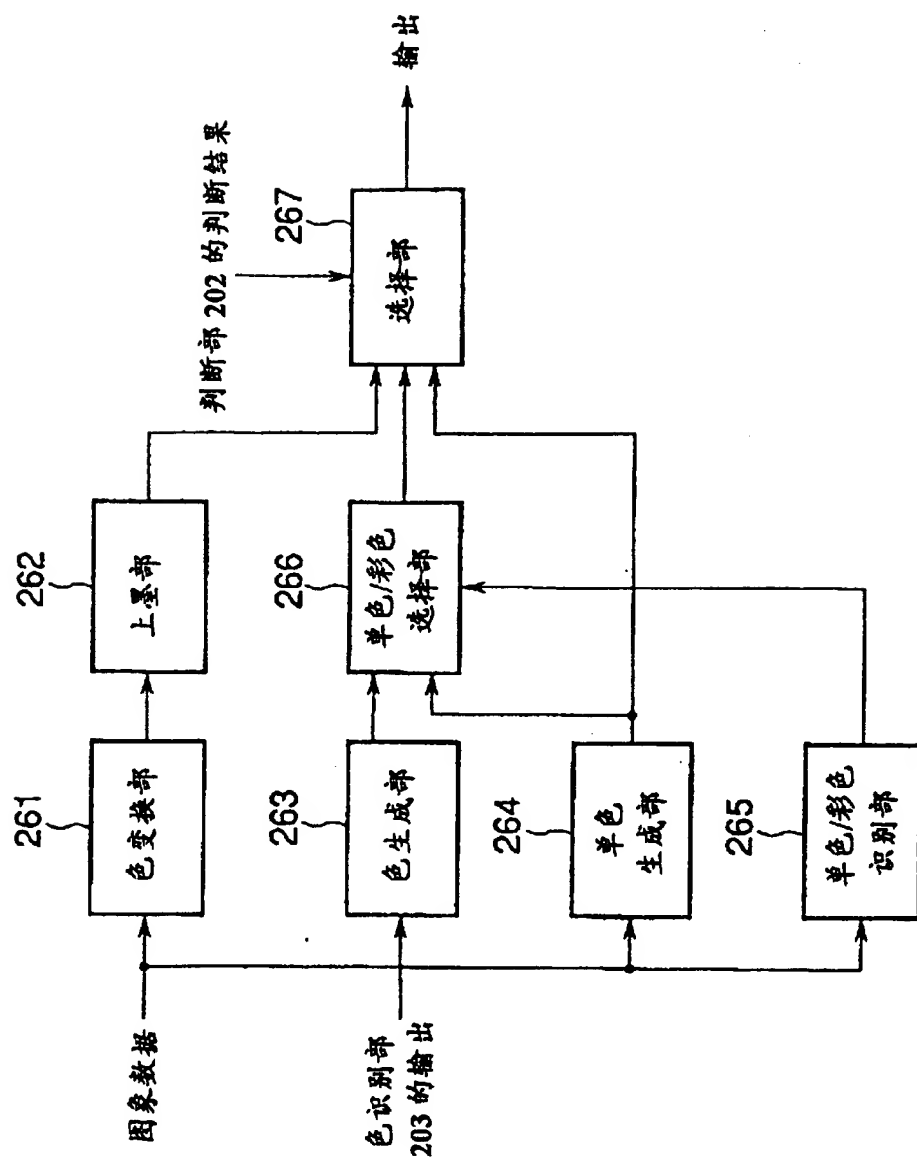 图象数据
261
色变换部
262
上墨部
判断部 202 的判断结果
267
选择部
输出
色识别部
203 的输出
263
色生成部
266
单色/彩色
选择部
264
单色
生成部
265
单色/彩色
识别部